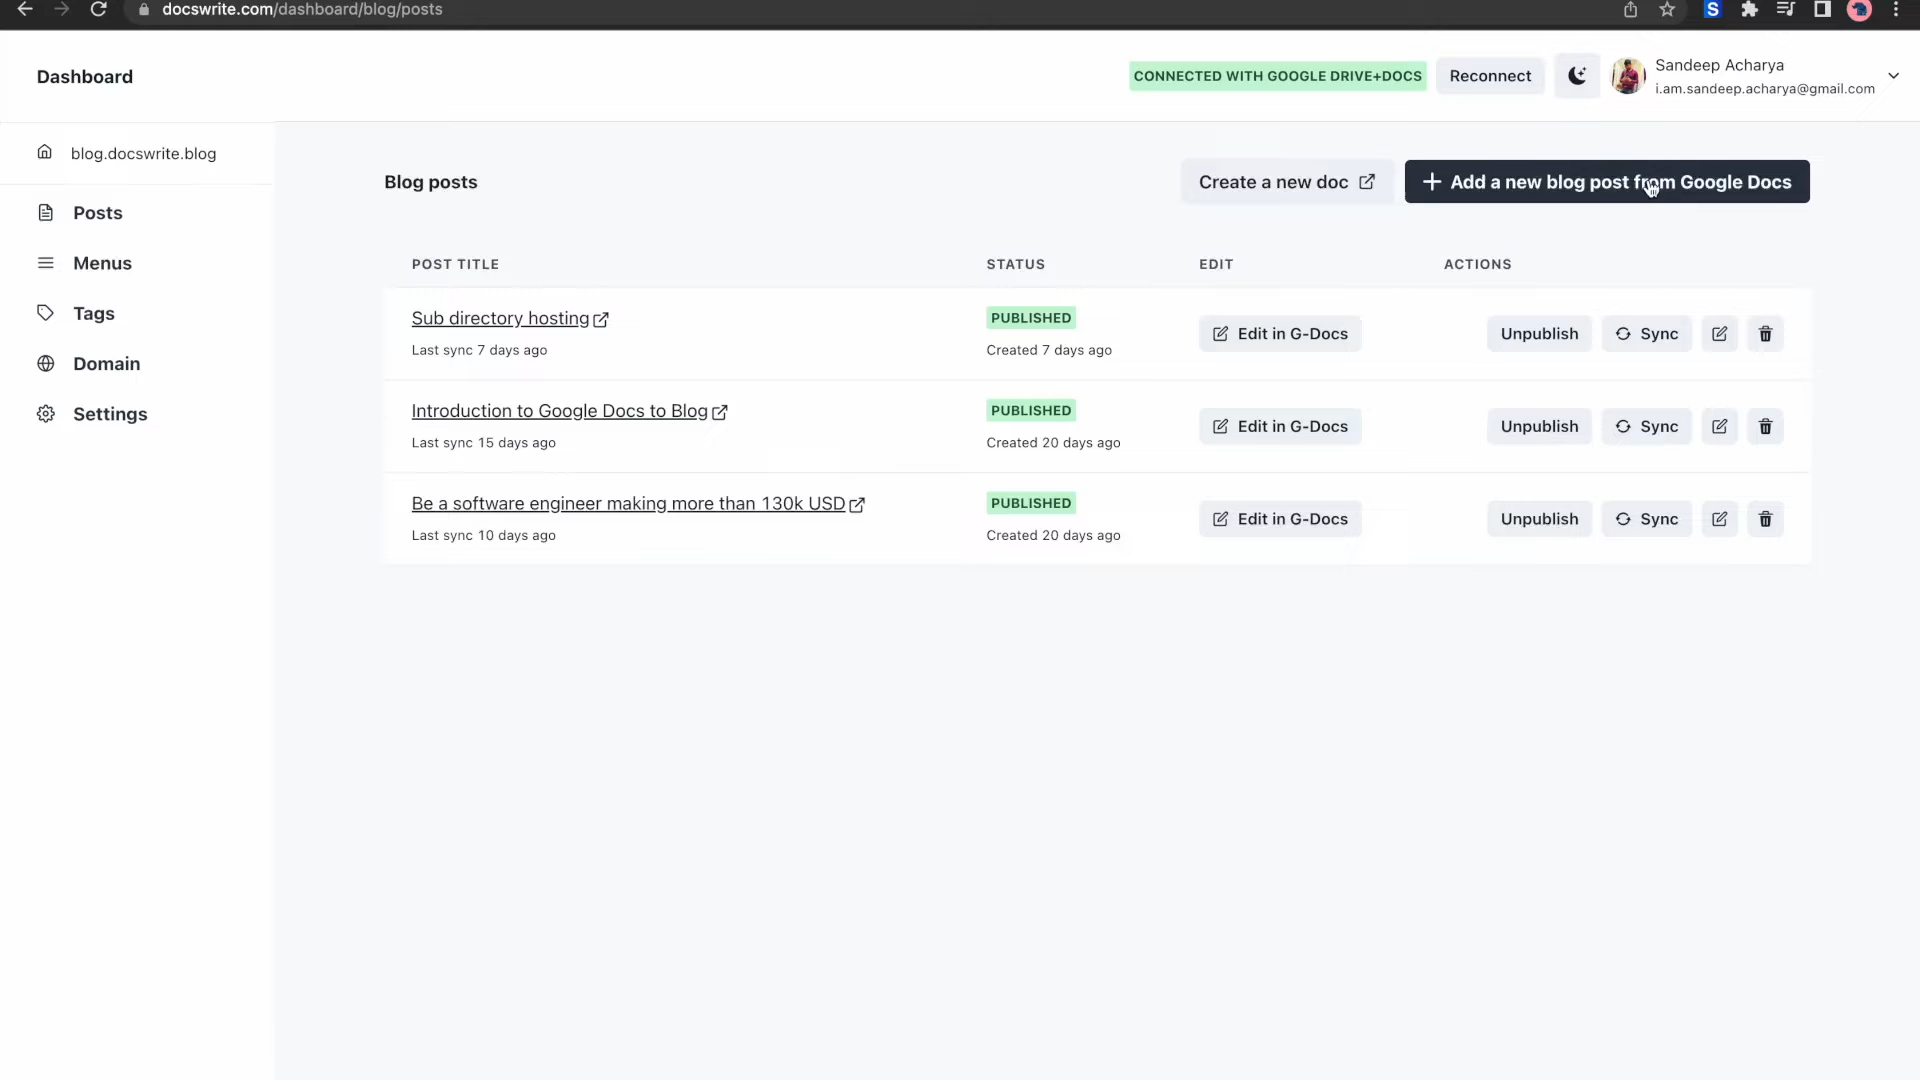 docswrite.com/dashboard/blog/posts
S
Dashboard
CONNECTED WITH GOOGLE DRIVE+DOCS
Reconnect
Sandeep Acharya
i.am.sandeep.acharya@gmail.com
blog.docswrite.blog
Posts
Menus
Tags
Domain
Settings
Blog posts
Create a new doc
+ Add a new blog post from Google Docs
POST TITLE STATUS EDIT ACTIONS
Sub directory hosting
Last sync 7 days ago
PUBLISHED
Created 7 days ago
Edit in G-Docs
Unpublish
Sync
Introduction to Google Docs to Blog
Last sync 15 days ago
PUBLISHED
Created 20 days ago
Edit in G-Docs
Unpublish
Sync
Be a software engineer making more than 130k USD
Last sync 10 days ago
PUBLISHED
Created 20 days ago
Edit in G-Docs
Unpublish
Sync